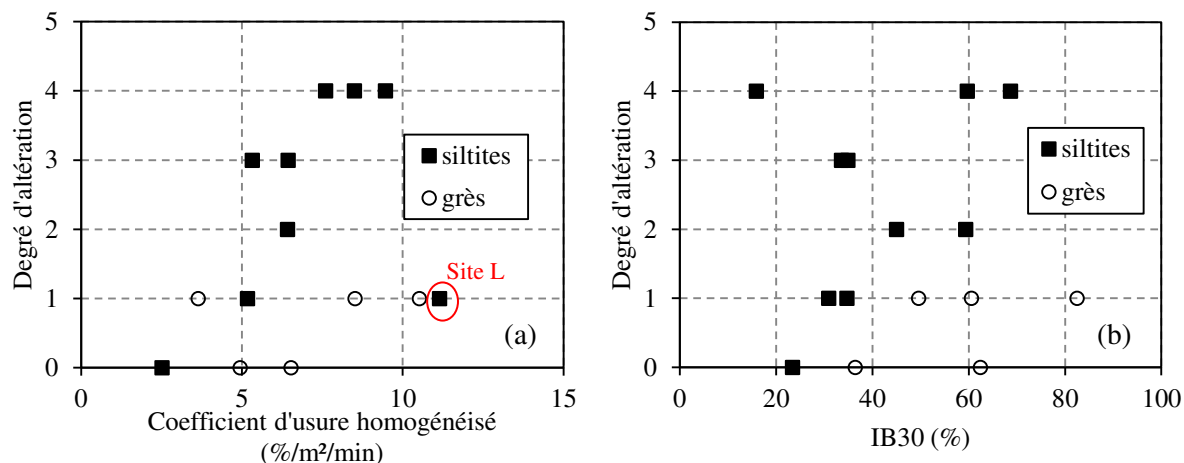 5
4
3
2
1
0
Degré d'altération
siltites
grès
Site L
(a)
0
5
10
15
Coefficient d'usure homogénéisé
(%/m²/min)
5
4
3
2
1
0
Degré d'altération
siltites
grès
(b)
0
20
40
60
80
100
IB30 (%)